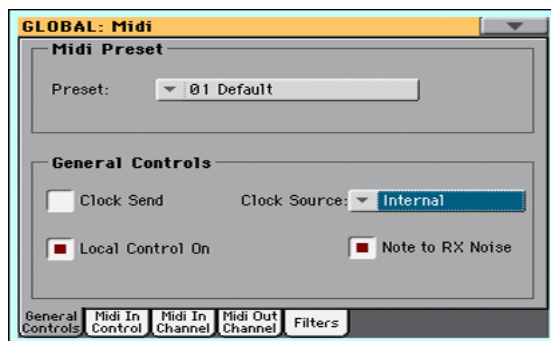 GLOBAL: Midi
Midi Preset
Preset: 01 Default
General Controls
Clock Send Clock Source: Internal
Local Control On Note to RX Noise
General Controls Midi In Control Midi In Channel Midi Out Channel Filters